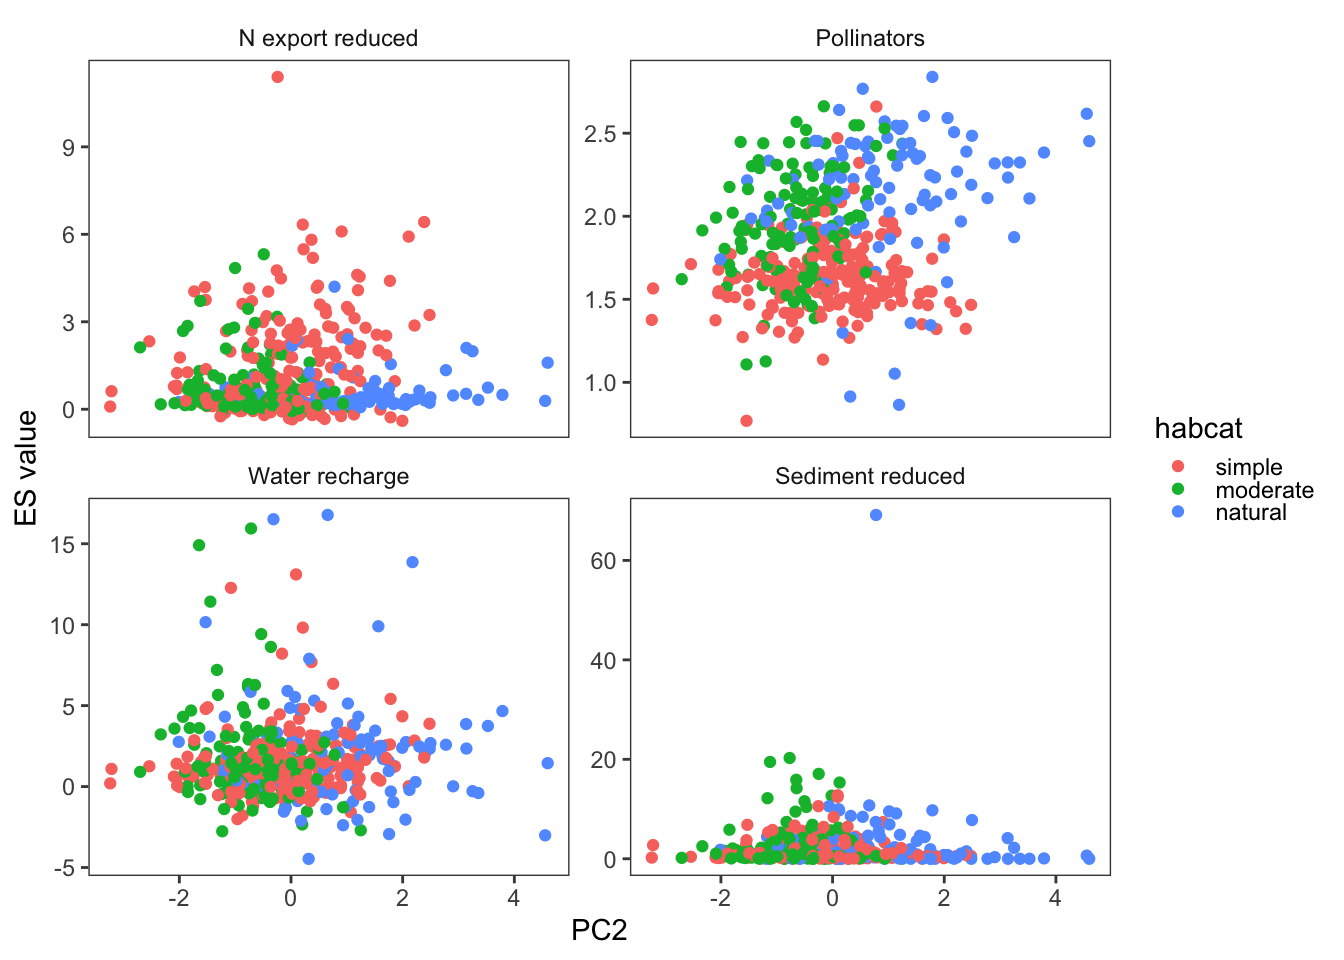 N export reduced
Pollinators
9
6
3
0
2.5
2.0
1.5
1.0
Water recharge
Sediment reduced
15
10
5
0
-5
60
40
20
0
-2 0 2 4
-2 0 2 4
PC2
ES value
habcat
simple
moderate
natural